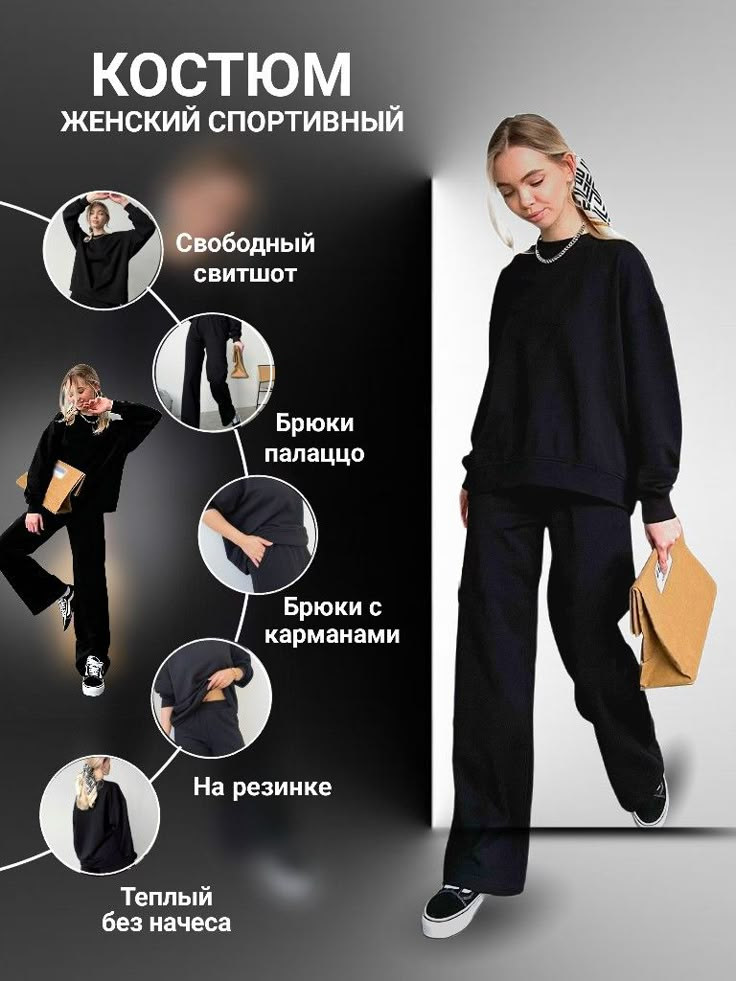 КОСТЮМ
ЖЕНСКИЙ СПОРТИВНЫЙ
Свободный
свитшот
Брюки
палаццо
Брюки с
карманами
На резинке
Теплый
без начеса